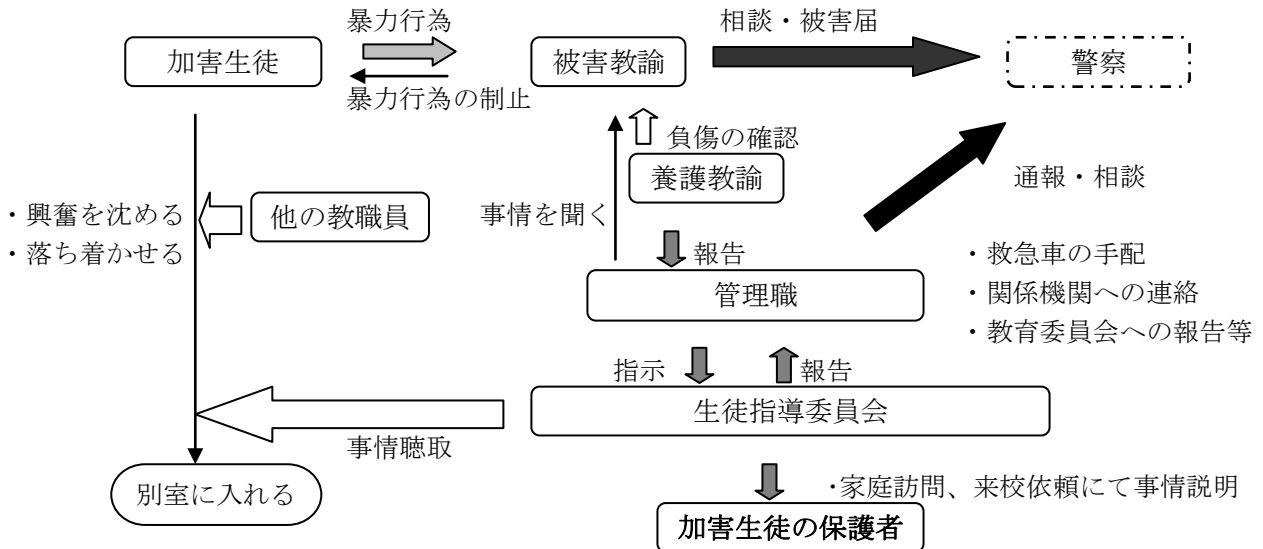 暴力行為
相談・被害届
加害生徒
被害教諭
警察
暴力行為の制止
負傷の確認
養護教諭
通報・相談
・興奮を沈める
他の教職員
事情を聞く
・落ち着かせる
報告
・救急車の手配
管理職
・関係機関への連絡
・教育委員会への報告等
指示
報告
生徒指導委員会
事情聴取
別室に入れる
・家庭訪問、来校依頼にて事情説明
加害生徒の保護者